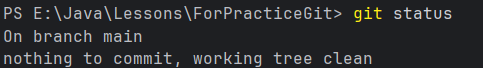 PS E:\Java\Lessons\ForPracticeGit> git status
On branch main
nothing to commit, working tree clean